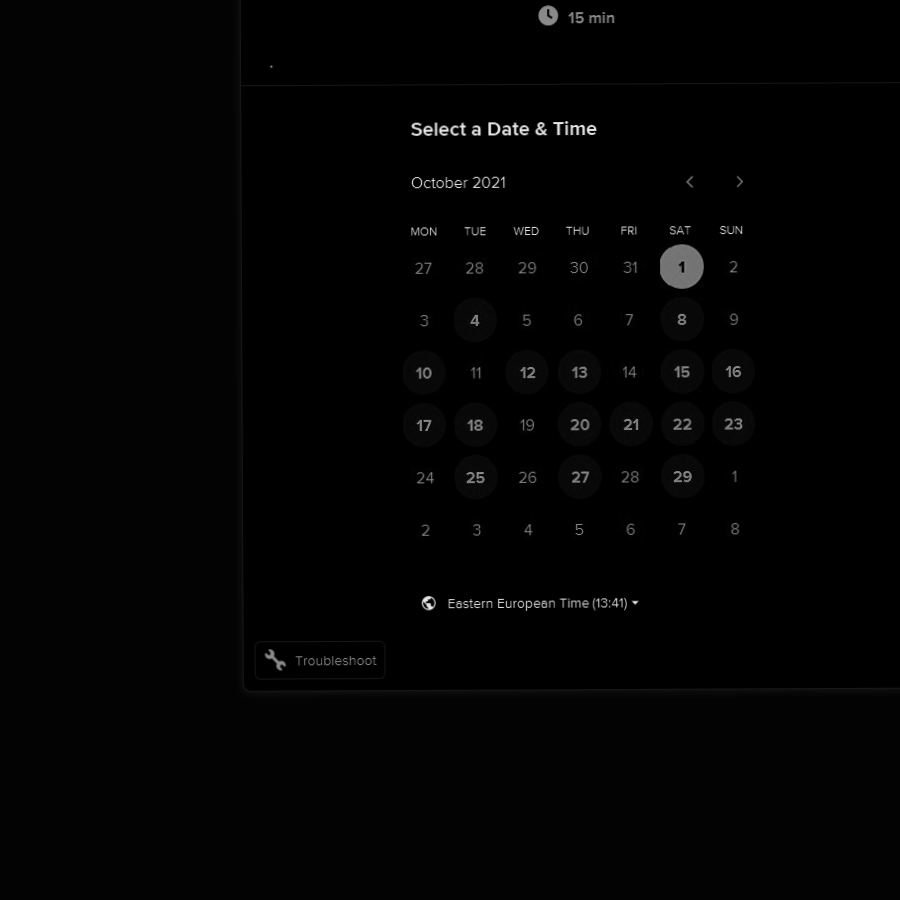 15 min
.
Select a Date & Time
October 2021
MON TUE WED THU FRI SAT SUN
27 28 29 30 31 1 2
3 4 5 6 7 8 9
10 11 12 13 14 15 16
17 18 19 20 21 22 23
24 25 26 27 28 29 1
2 3 4 5 6 7 8
Eastern European Time (13:41)
Troubleshoot